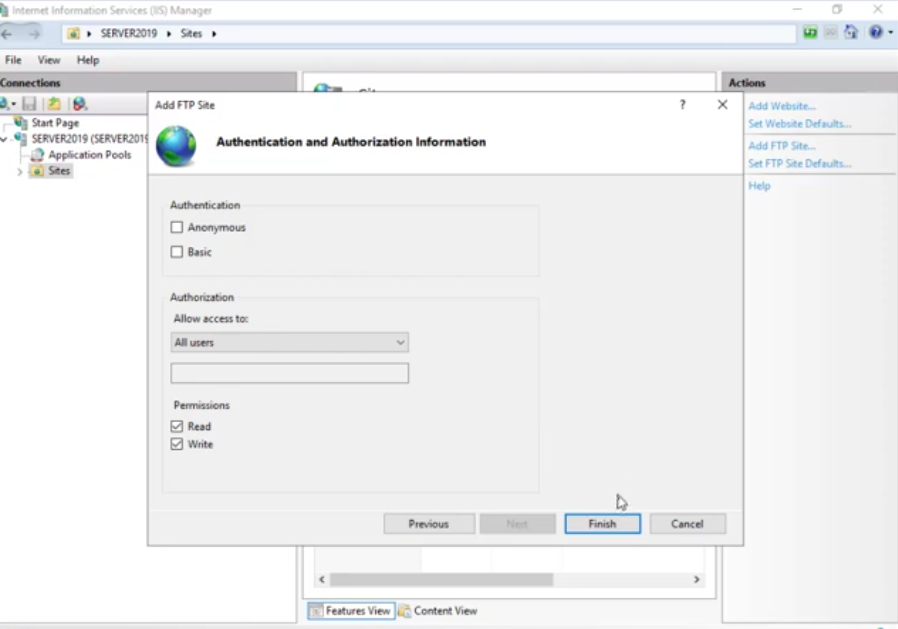 Internet Information Services (IIS) Manager
SERVER2019 Sites
File View Help
Connections
Start Page
SERVER2019 (SERVER2019
Application Pools
Sites
Add FTP Site
?
Authentication and Authorization Information
Authentication
Anonymous
Basic
Authorization
Allow access to:
All users
Permissions
Read
Write
Previous Next Finish Cancel
Features View Content View
Actions
Add Website...
Set Website Defaults...
Add FTP Site...
Set FTP Site Defaults...
Help